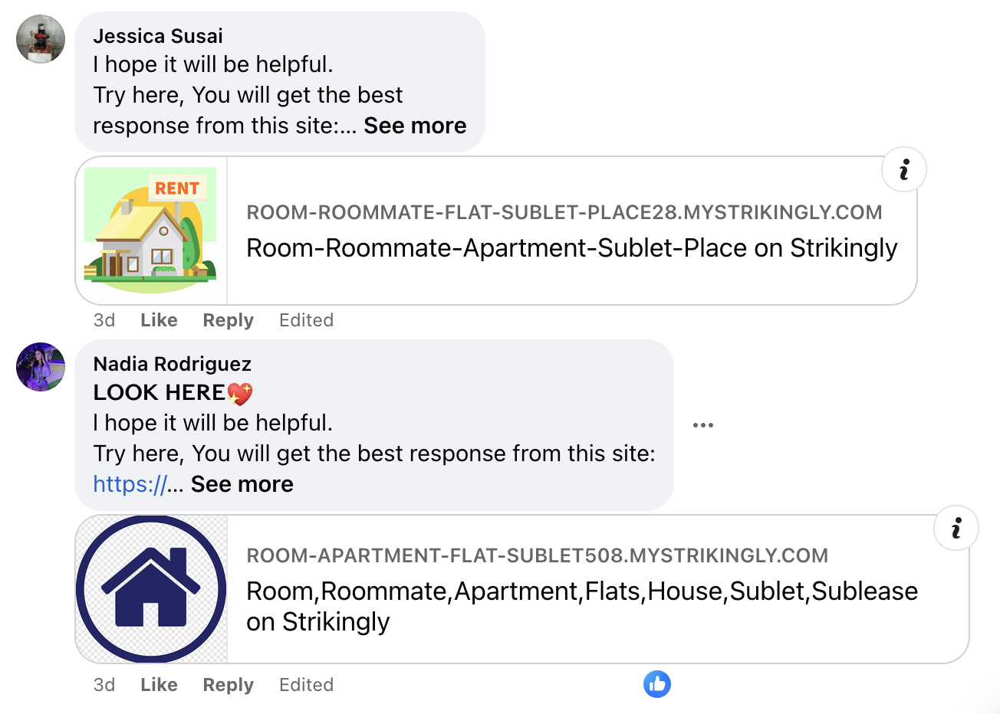 Jessica Susai
I hope it will be helpful.
Try here, You will get the best
response from this site:... See more
RENT
i
ROOM-ROOMMATE-FLAT-SUBLET-PLACE28.MYSTRIKINGLY.COM
Room-Roommate-Apartment-Sublet-Place on Strikingly
3d Like Reply Edited
Nadia Rodriguez
LOOK HERE💖
I hope it will be helpful.
Try here, You will get the best response from this site:
https://... See more
i
ROOM-APARTMENT-FLAT-SUBLET508.MYSTRIKINGLY.COM
Room,Roommate,Apartment,Flats,House,Sublet,Sublease
on Strikingly
3d Like Reply Edited